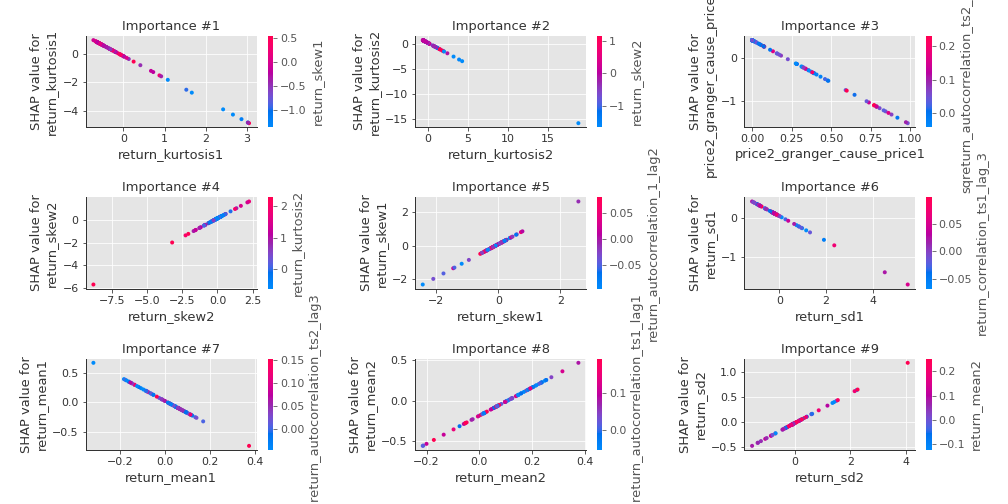 Importance #1
SHAP value for
return_kurtosis1
0
−2
−4
0
1
2
3
return_kurtosis1
0.5
0.0
−0.5
−1.0
return_skew1
Importance #2
SHAP value for
return_kurtosis2
0
−5
−10
−15
0
5
10
15
return_kurtosis2
1
0
−1
return_skew2
Importance #3
SHAP value for
price2_granger_cause_price1
0
−1
0.00
0.25
0.50
0.75
1.00
price2_granger_cause_price1
0.2
0.1
0.0
sqreturn_autocorrelation_ts2_
Importance #4
SHAP value for
return_skew2
0
−2
−4
−6
−7.5
−5.0
−2.5
0.0
2.5
return_skew2
2
1
0
return_kurtosis2
Importance #5
SHAP value for
return_skew1
2
0
−2
−2
0
2
return_skew1
0.05
0.00
−0.05
return_autocorrelation_1_lag2
Importance #6
SHAP value for
return_sd1
0
−1
0
2
4
return_sd1
0.05
0.00
−0.05
return_correlation_ts1_lag_3
Importance #7
SHAP value for
return_mean1
0.5
0.0
−0.5
−0.2
0.0
0.2
0.4
return_mean1
0.15
0.10
0.05
0.00
return_autocorrelation_ts2_lag3
Importance #8
SHAP value for
return_mean2
0.5
0.0
−0.5
−0.2
0.0
0.2
0.4
return_mean2
0.1
0.0
return_autocorrelation_ts1_lag1
Importance #9
SHAP value for
return_sd2
1.0
0.5
0.0
−0.5
0
2
4
return_sd2
0.2
0.1
0.0
−0.1
return_mean2